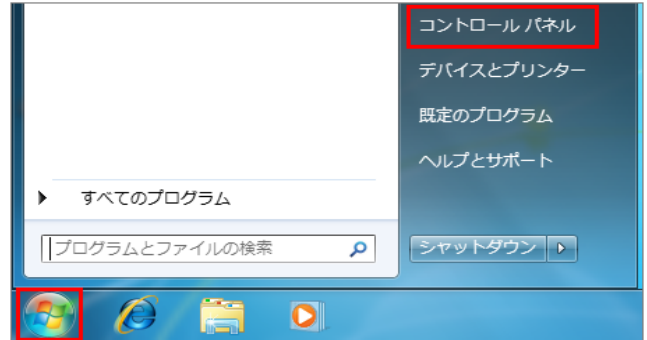 コントロール パネル
デバイスとプリンター
既定のプログラム
ヘルプとサポート
すべてのプログラム
プログラムとファイルの検索
シャットダウン